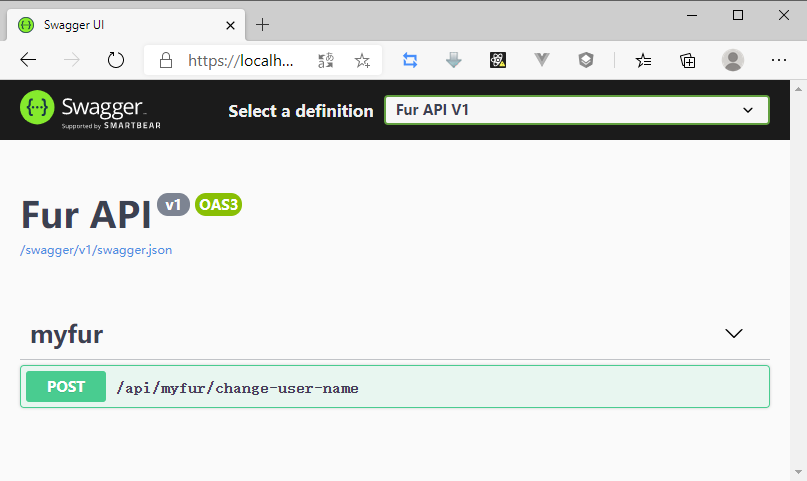 Swagger UI
https://localh...
Swagger
Supported by SMARTBEAR
Select a definition
Fur API V1
Fur API v1 OAS3
/swagger/v1/swagger.json
myfur
POST /api/myfur/change-user-name